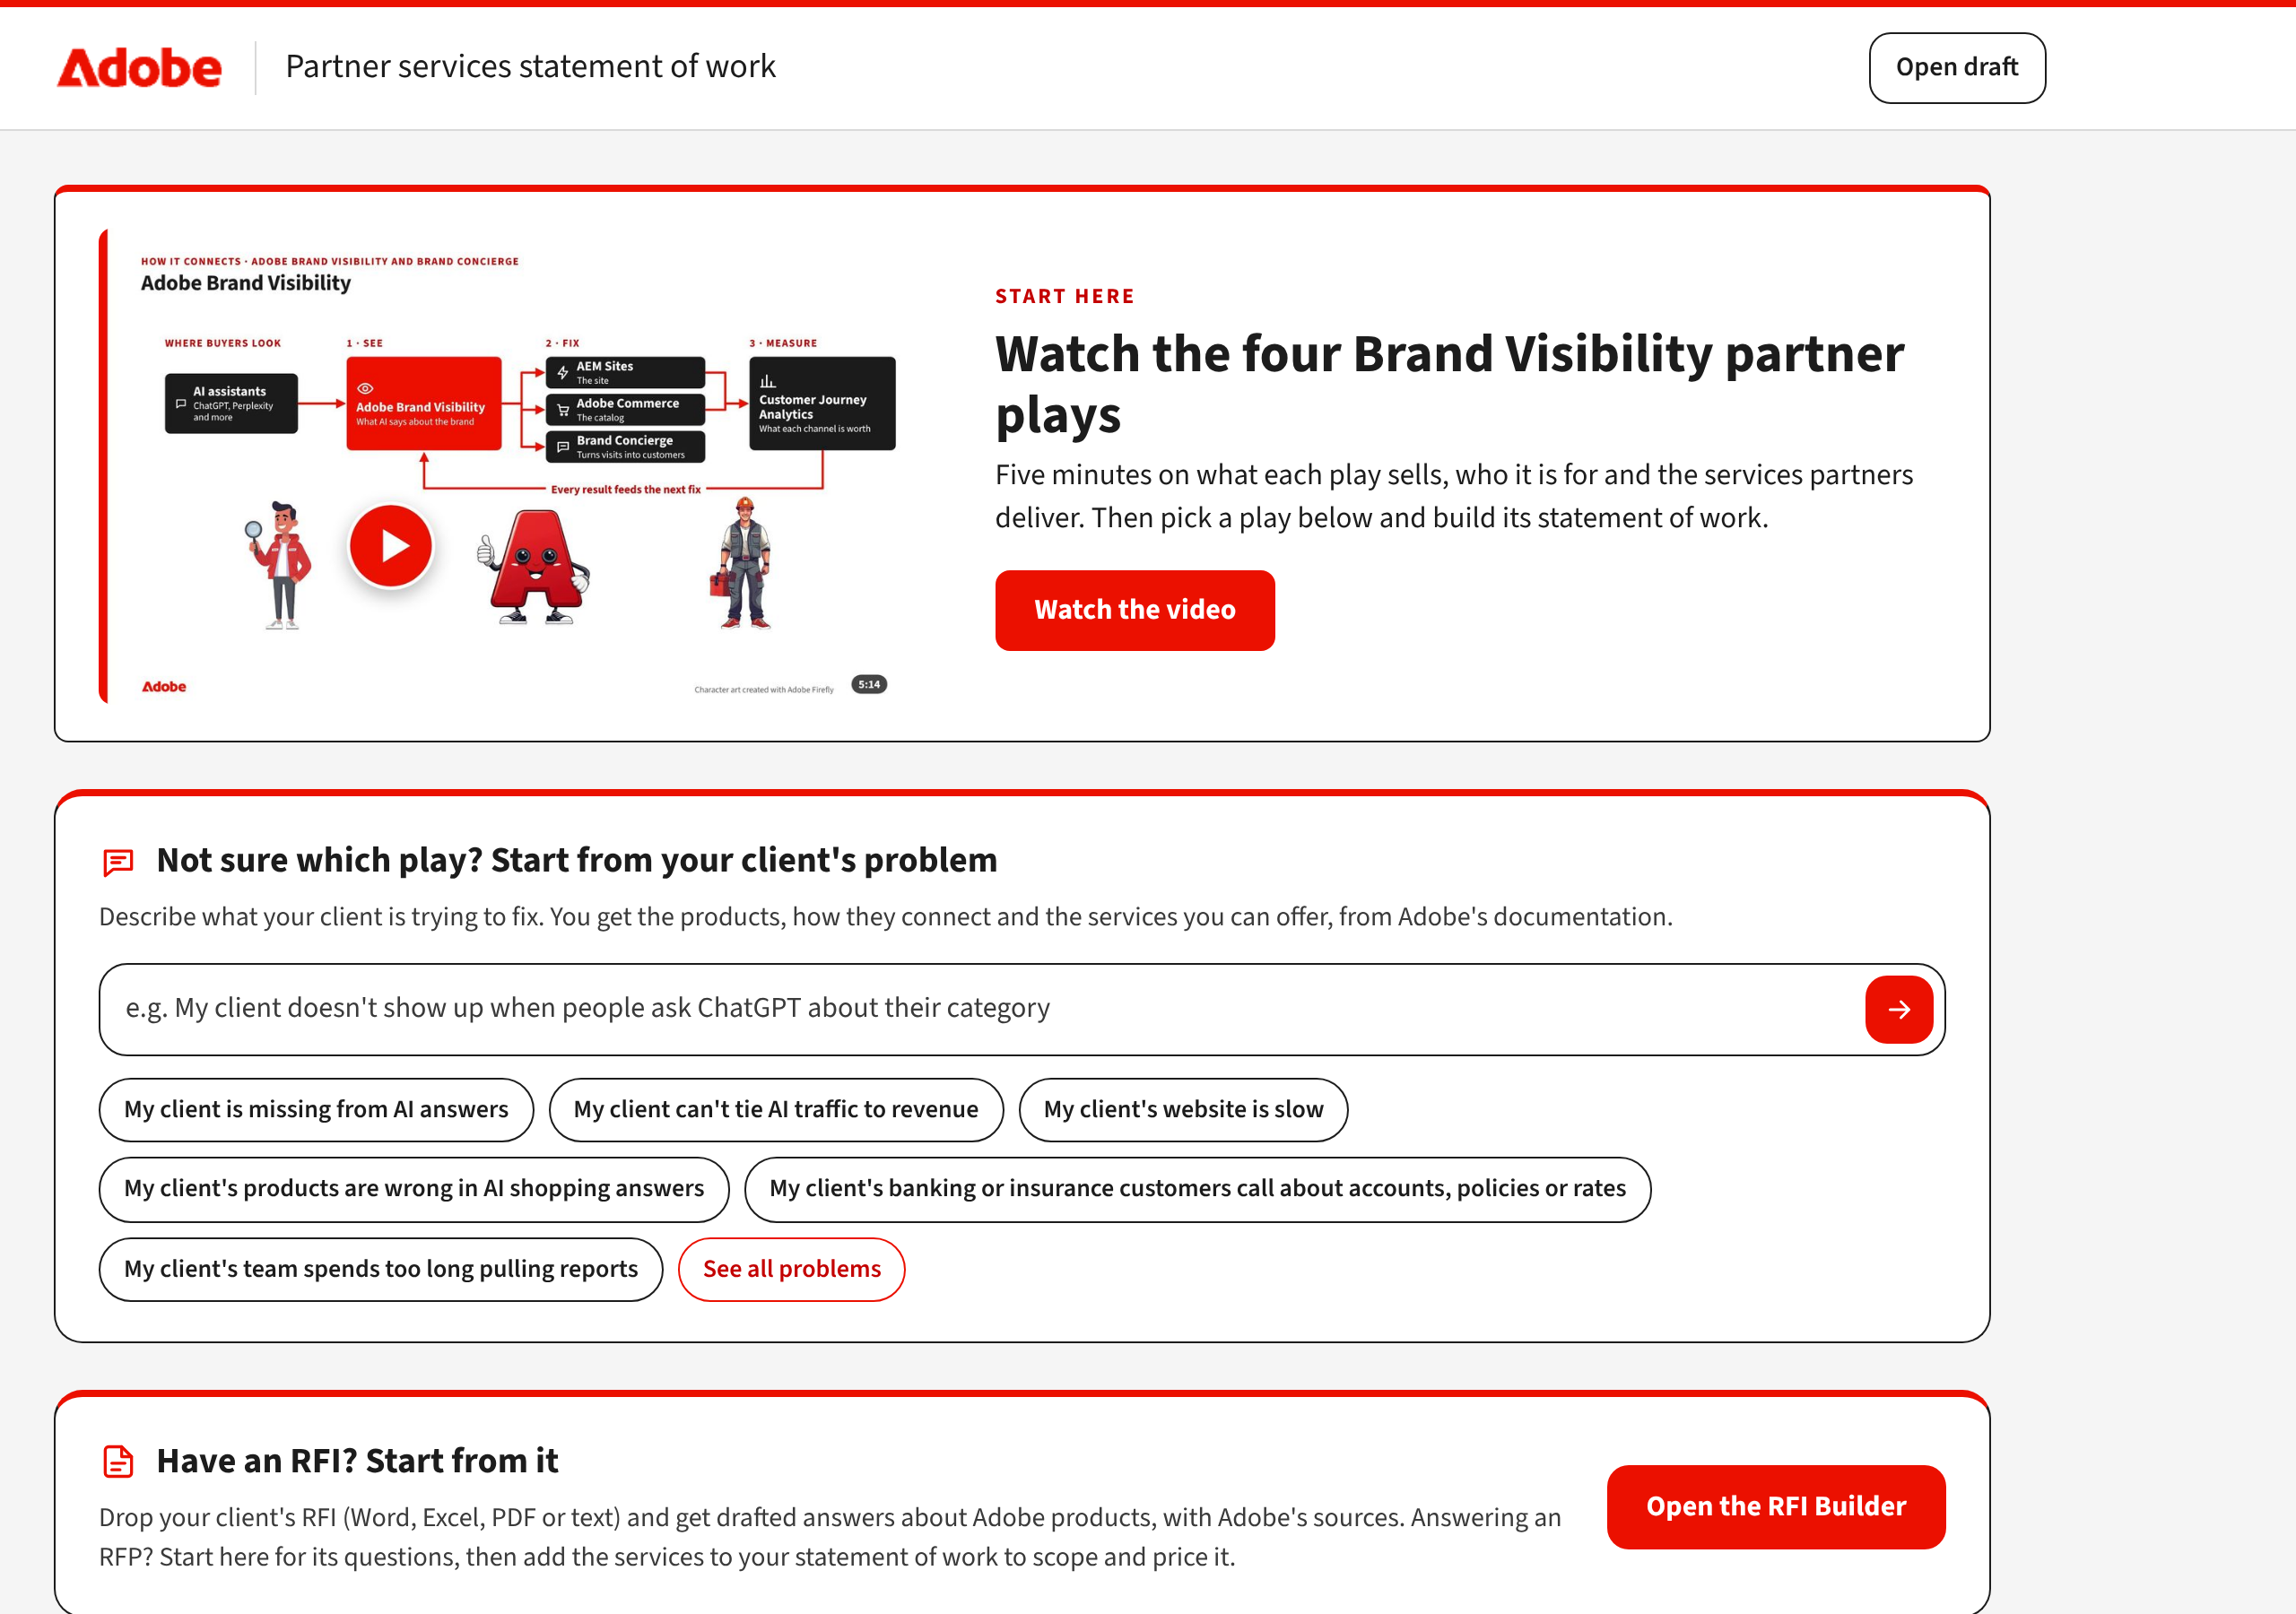 Adobe
Partner services statement of work
Open draft
HOW IT CONNECTS · ADOBE BRAND VISIBILITY AND BRAND CONCIERGE
Adobe Brand Visibility
WHERE BUYERS LOOK
1 · SEE
2 · FIX
3 · MEASURE
AI assistants
ChatGPT, Perplexity
and more
Adobe Brand Visibility
What AI says about the brand
AEM Sites
The site
Adobe Commerce
The catalog
Brand Concierge
Turns visits into customers
Customer Journey
Analytics
What each channel is worth
Every result feeds the next fix
Adobe
Character art created with Adobe Firefly
5:14
START HERE
Watch the four Brand Visibility partner
plays
Five minutes on what each play sells, who it is for and the services partners
deliver. Then pick a play below and build its statement of work.
Watch the video
Not sure which play? Start from your client's problem
Describe what your client is trying to fix. You get the products, how they connect and the services you can offer, from Adobe's documentation.
e.g. My client doesn't show up when people ask ChatGPT about their category
My client is missing from AI answers
My client can't tie AI traffic to revenue
My client's website is slow
My client's products are wrong in AI shopping answers
My client's banking or insurance customers call about accounts, policies or rates
My client's team spends too long pulling reports
See all problems
Have an RFI? Start from it
Drop your client's RFI (Word, Excel, PDF or text) and get drafted answers about Adobe products, with Adobe's sources. Answering an
RFP? Start here for its questions, then add the services to your statement of work to scope and price it.
Open the RFI Builder